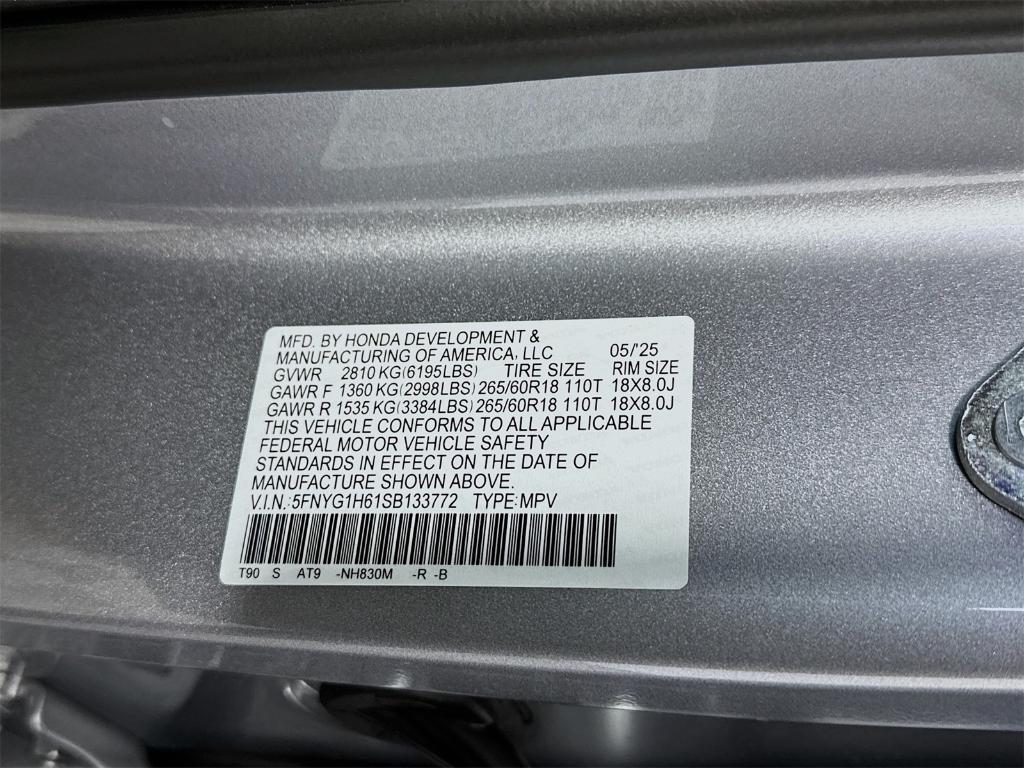 MFD. BY HONDA DEVELOPMENT &
MANUFACTURING OF AMERICA, LLC 05/'25
GVWR 2810 KG(6195LBS) TIRE SIZE RIM SIZE
GAWR F 1360 KG(2998LBS) 265/60R18 110T 18X8.0J
GAWR R 1535 KG(3384LBS) 265/60R18 110T 18X8.0J
THIS VEHICLE CONFORMS TO ALL APPLICABLE
FEDERAL MOTOR VEHICLE SAFETY
STANDARDS IN EFFECT ON THE DATE OF
MANUFACTURE SHOWN ABOVE.
V.I.N.:5FNYG1H61SB133772 TYPE:MPV
T90 S AT9 -NH830M -R -B